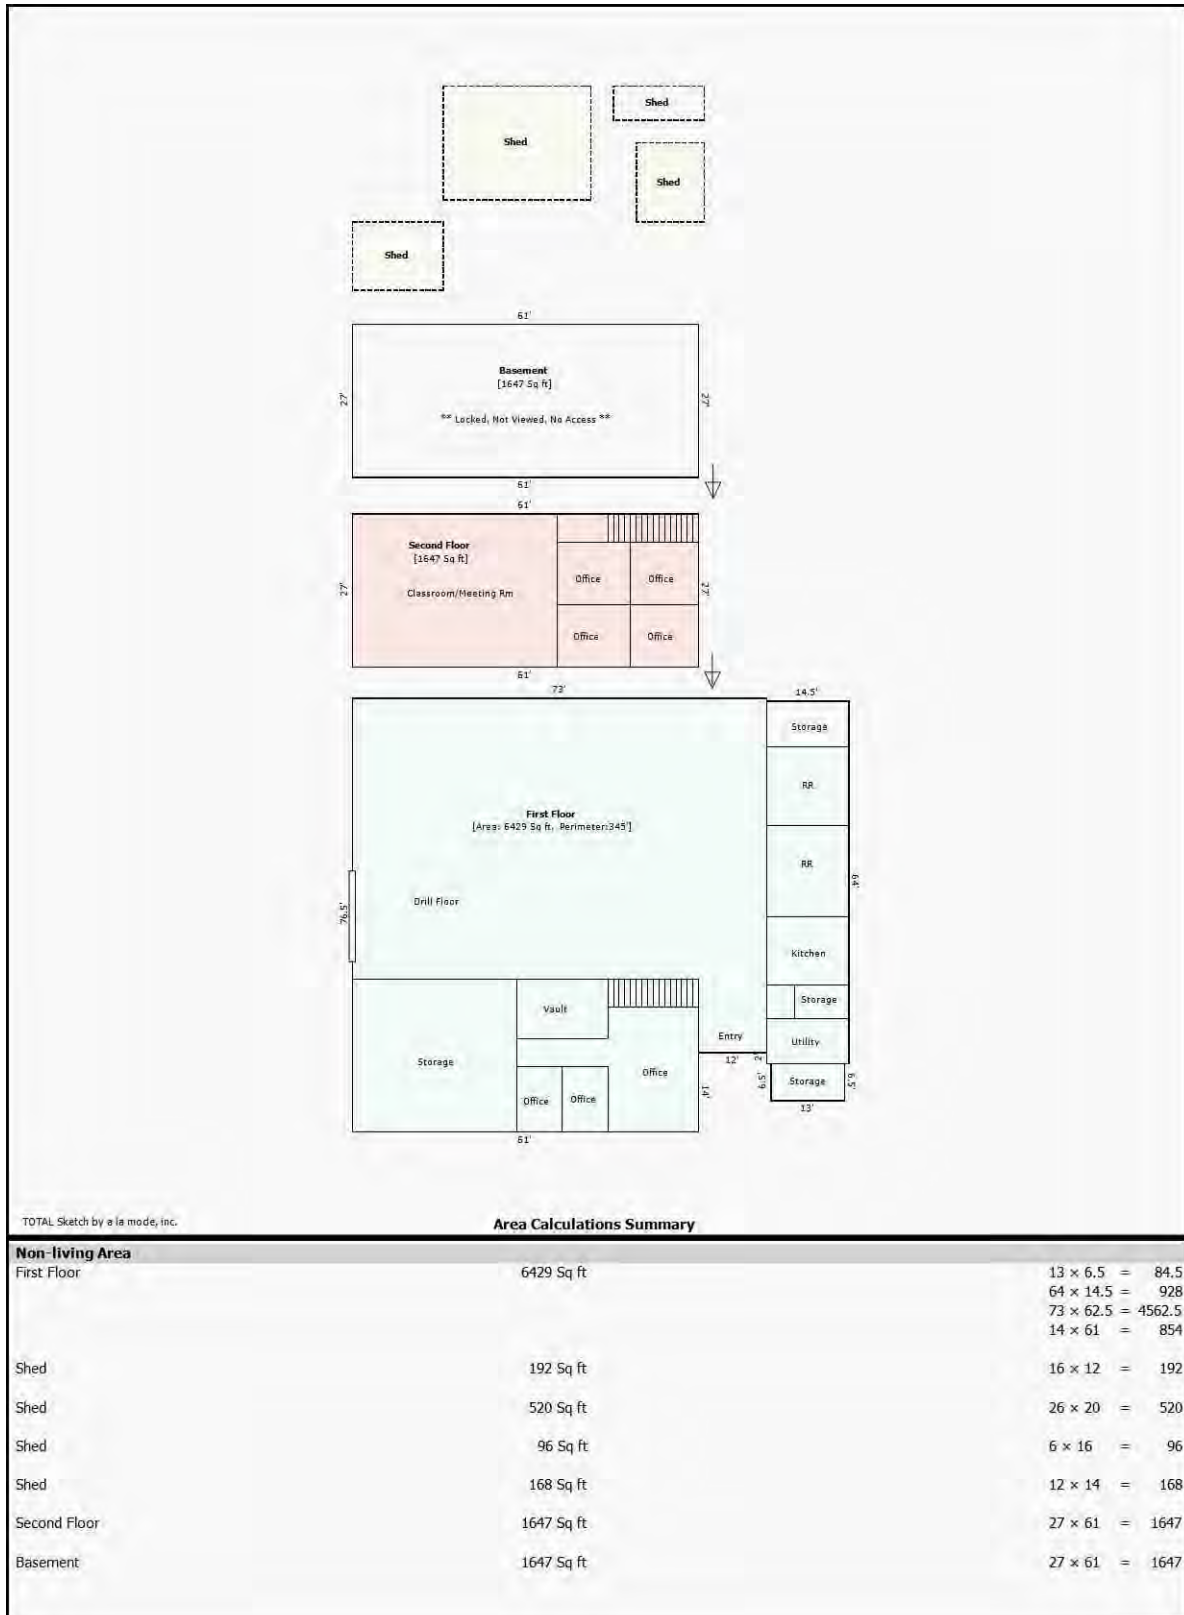 Shed
Shed
Shed
Shed
61'
Basement
[1647 Sq ft]
27'
27'
** Locked, Not Viewed, No Access **
61'
61'
Second Floor
[1647 Sq ft]
Office
Office
27'
27'
Classroom/Meeting Rm
Office
Office
61'
73'
14.5'
Storage
RR
First Floor
[Area: 6429 Sq ft, Perimeter:345']
RR
64'
Drill Floor
76.5'
Kitchen
Storage
Vault
Entry
Utility
12'
2'
Storage
Office
6.5'
Storage
6.5'
14'
Office
Office
13'
61'
TOTAL Sketch by a la mode, inc.
Area Calculations Summary
Non-living Area
First Floor 6429 Sq ft 13 × 6.5 = 84.5
64 × 14.5 = 928
73 × 62.5 = 4562.5
14 × 61 = 854
Shed 192 Sq ft 16 × 12 = 192
Shed 520 Sq ft 26 × 20 = 520
Shed 96 Sq ft 6 × 16 = 96
Shed 168 Sq ft 12 × 14 = 168
Second Floor 1647 Sq ft 27 × 61 = 1647
Basement 1647 Sq ft 27 × 61 = 1647